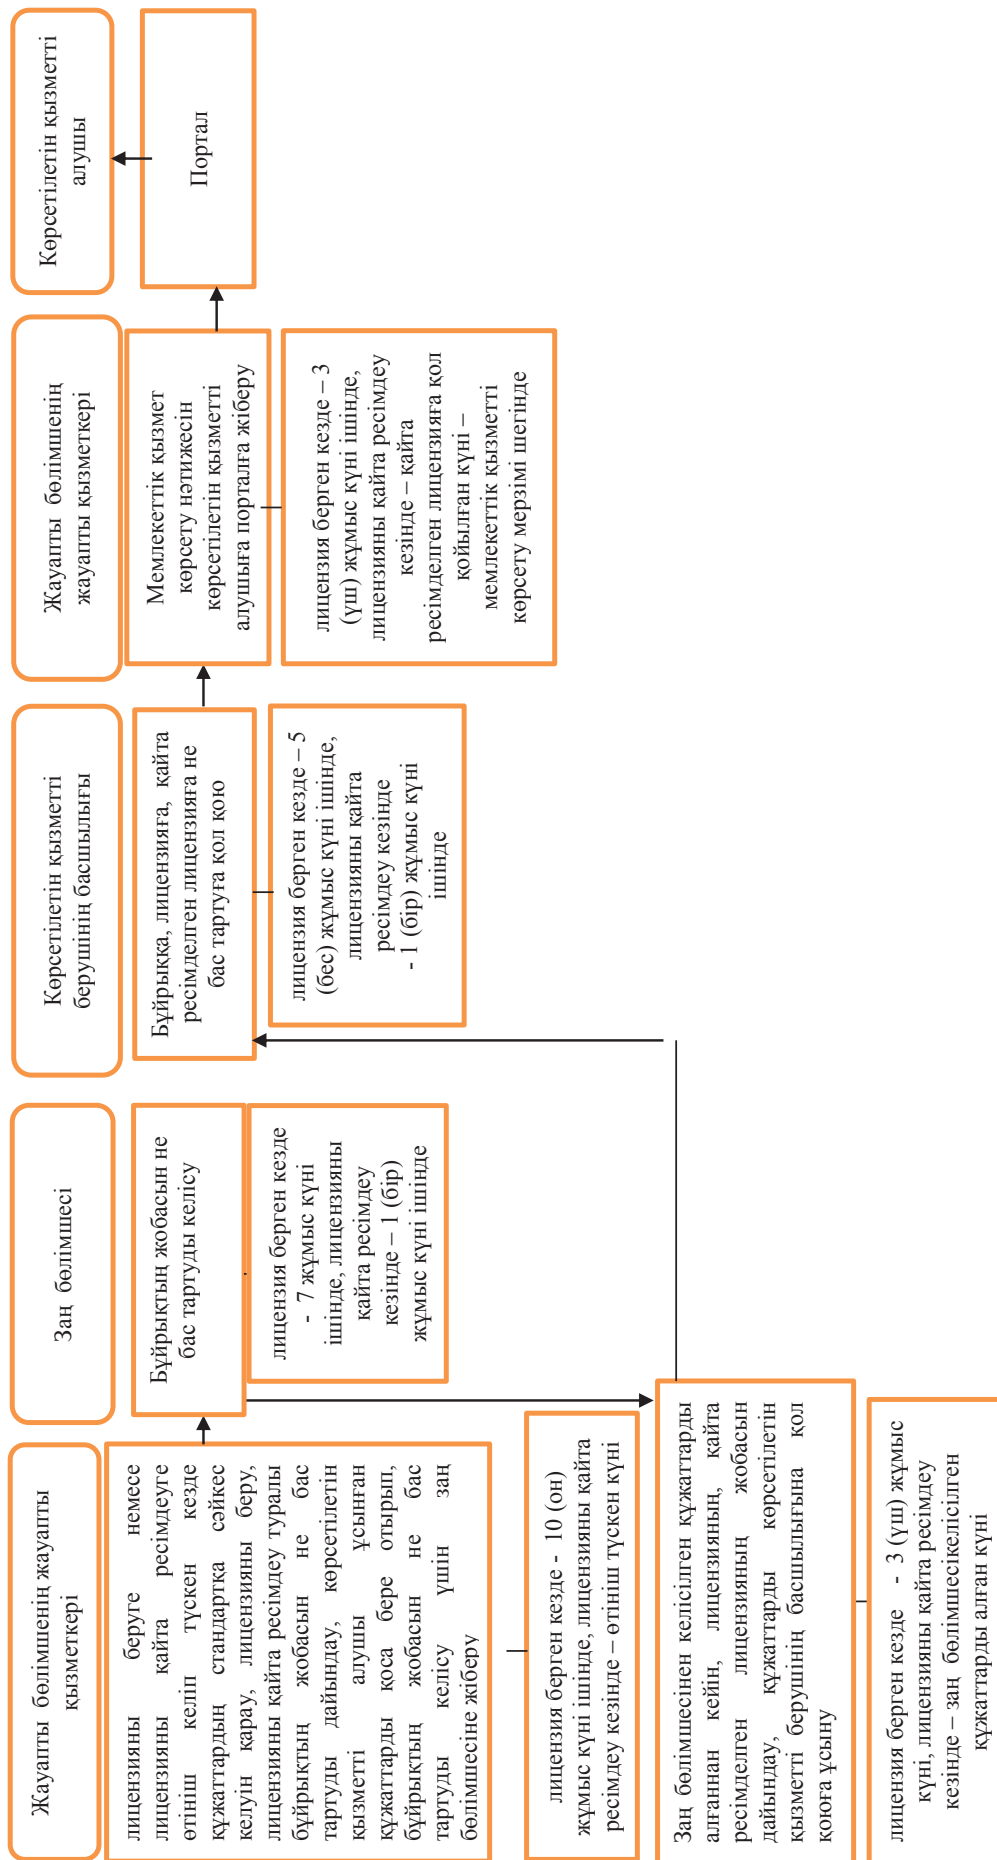 Жауапты бөлімшенің жауапты
қызметкері
лицензияны беруге немесе
лицензияны қайта ресімдеуге
өтініш келіп түскен кезде
құжаттардың стандартқа сәйкес
келуін қарау, лицензияны беру,
лицензияны қайта ресімдеу туралы
бұйрықтың жобасын не бас
тартуды дайындау, көрсетілетін
қызметті алушы ұсынған
құжаттарды қоса бере отырып,
бұйрықтың жобасын не бас
тартуды келісу үшін заң
бөлімшесіне жіберу
лицензия берген кезде - 10 (он)
жұмыс күні ішінде, лицензияны қайта
ресімдеу кезінде – өтініш түскен күні
Заң бөлімшесінен келісілген құжаттарды
алғаннан кейін, лицензияның, қайта
ресімделген лицензияның жобасын
дайындау, құжаттарды көрсетілетін
қызметті берушінің басшылығына қол
қоюға ұсыну
лицензия берген кезде - 3 (үш) жұмыс
күні, лицензияны қайта ресімдеу
кезінде – заң бөлімшесікелісілген
құжаттарды алған күні
Заң бөлімшесі
Бұйрықтың жобасын не
бас тартуды келісу
лицензия берген кезде
- 7 жұмыс күні
ішінде, лицензияны
қайта ресімдеу
кезінде – 1 (бір)
жұмыс күні ішінде
Көрсетілетін қызметті
берушінің басшылығы
Бұйрыққа, лицензияға, қайта
ресімделген лицензияға не
бас тартуға қол қою
лицензия берген кезде – 5
(бес) жұмыс күні ішінде,
лицензияны қайта
ресімдеу кезінде
- 1 (бір) жұмыс күні
ішінде
Жауапты бөлімшенің
жауапты қызметкері
Мемлекеттік қызмет
көрсету нәтижесін
көрсетілетін қызметті
алушыға порталға жіберу
лицензия берген кезде – 3
(үш) жұмыс күні ішінде,
лицензияны қайта ресімдеу
кезінде – қайта
ресімделген лицензияға қол
қойылған күні –
мемлекеттік қызметті
көрсету мерзімі шегінде
Көрсетілетін қызметті
алушы
Портал